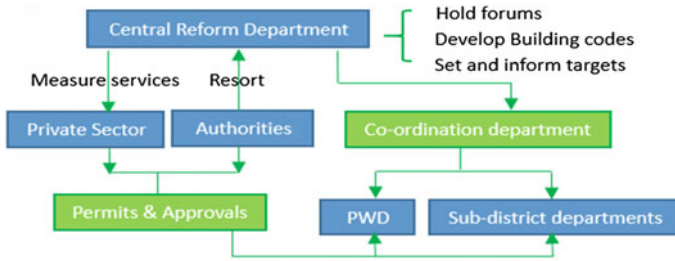 Central Reform Department
Hold forums
Develop Building codes
Set and inform targets
Measure services
Resort
Private Sector
Authorities
Co-ordination department
Permits & Approvals
PWD
Sub-district departments